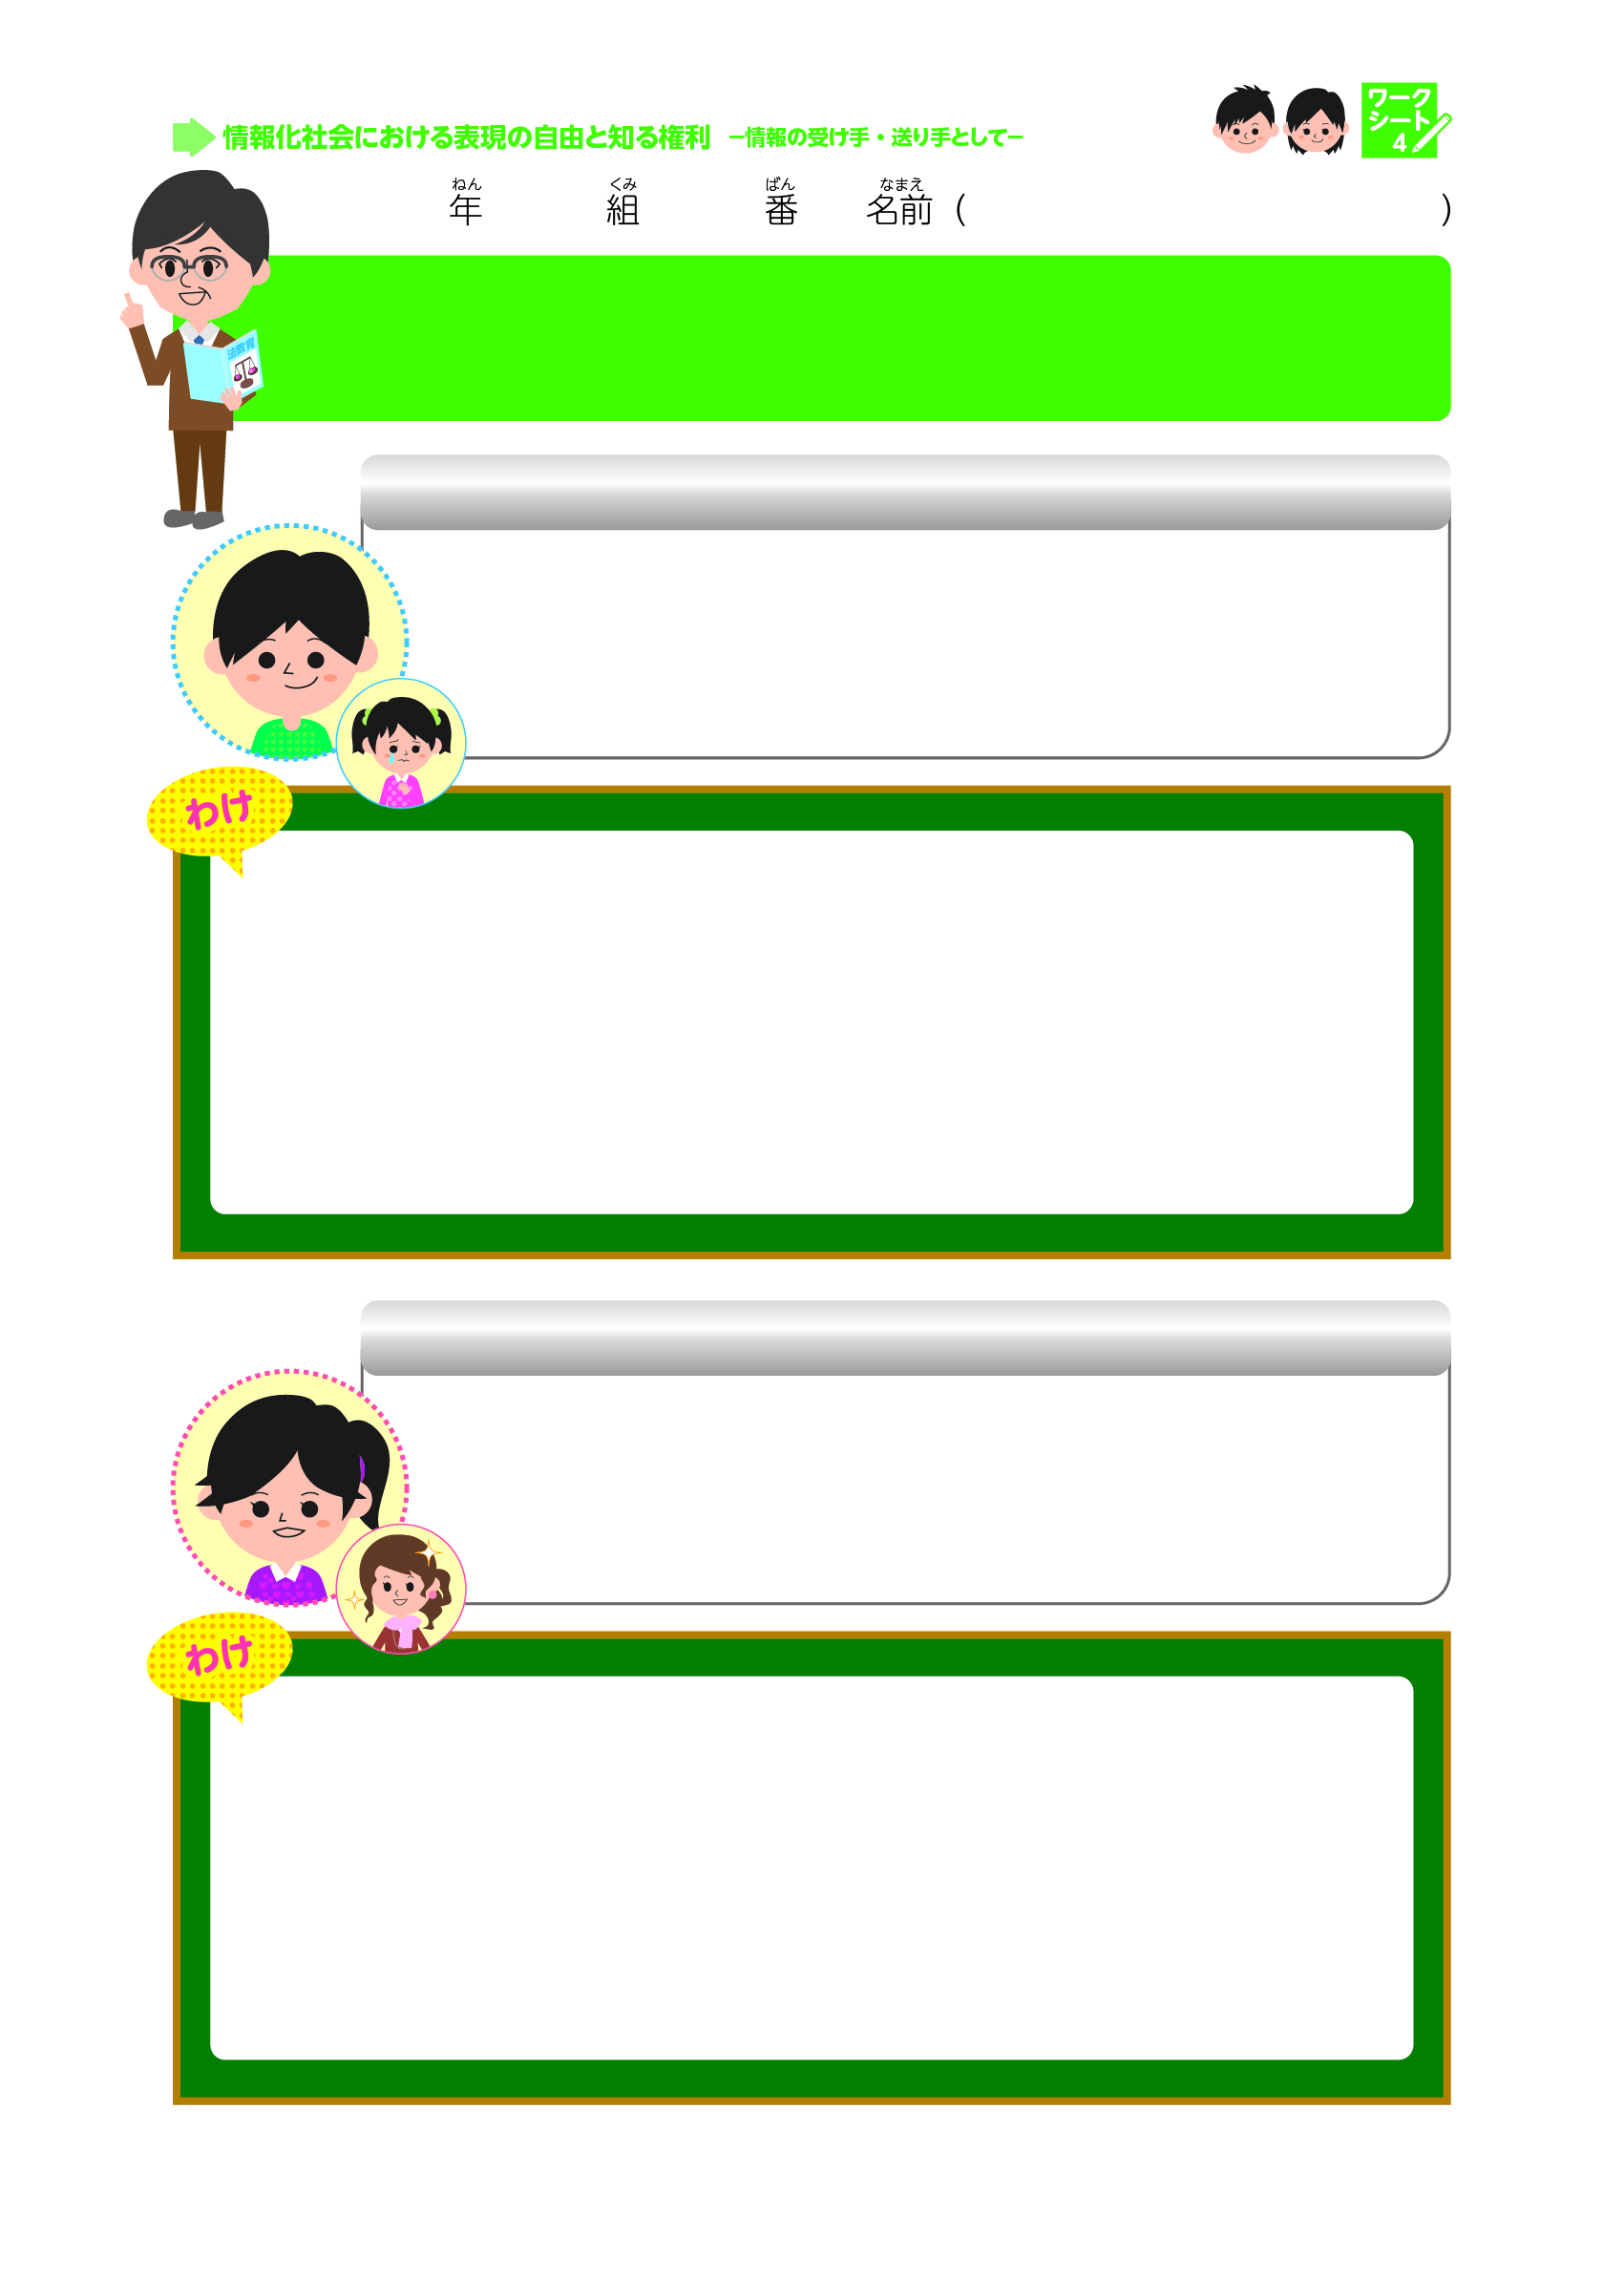 情報化社会における表現の自由と知る権利 －情報の受け手・送り手として－
ワーク
シート
4
ねん くみ ばん なまえ
年 組 番 名前（ ）
法教育
わけ
わけ